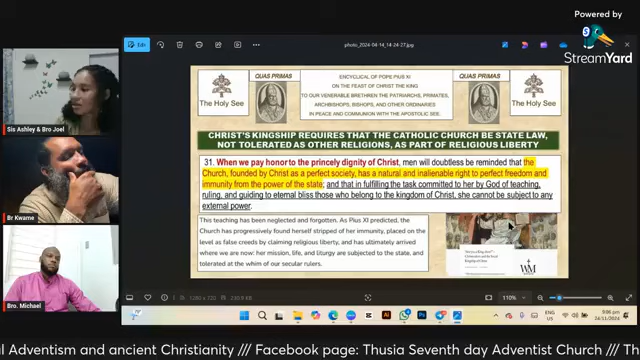 Powered by
StreamYard
Edit
photo_2024-04-14_14-24-27.jpg
The Holy See
QUAS PRIMAS
ENCYCLICAL OF POPE PIUS XI
ON THE FEAST OF CHRIST THE KING
TO OUR VENERABLE BRETHREN THE PATRIARCHS, PRIMATES,
ARCHBISHOPS, BISHOPS, AND OTHER ORDINARIES
IN PEACE AND COMMUNION WITH THE APOSTOLIC SEE.
QUAS PRIMAS
The Holy See
CHRIST'S KINGSHIP REQUIRES THAT THE CATHOLIC CHURCH BE STATE LAW,
NOT TOLERATED AS OTHER RELIGIONS, AS PART OF RELIGIOUS LIBERTY
31. When we pay honor to the princely dignity of Christ, men will doubtless be reminded that the
Church, founded by Christ as a perfect society, has a natural and inalienable right to perfect freedom and
immunity from the power of the state; and that in fulfilling the task committed to her by God of teaching,
ruling, and guiding to eternal bliss those who belong to the kingdom of Christ, she cannot be subject to any
external power.
This teaching has been neglected and forgotten. As Pius XI predicted, the
Church has progressively found herself stripped of her immunity, placed on the
level as false creeds by claiming religious liberty, and has ultimately arrived
where we are now: her mission, life, and liturgy are subjected to the state, and
tolerated at the whim of our secular rulers.
WM
Sis Ashley & Bro Joel
Br Kwame
Bro. Michael
1280 x 720
110%
ENG
9:06 PM
24/11/2024
al Adventism and ancient Christianity /// Facebook page: Thusia Seventh day Adventist Church /// Th